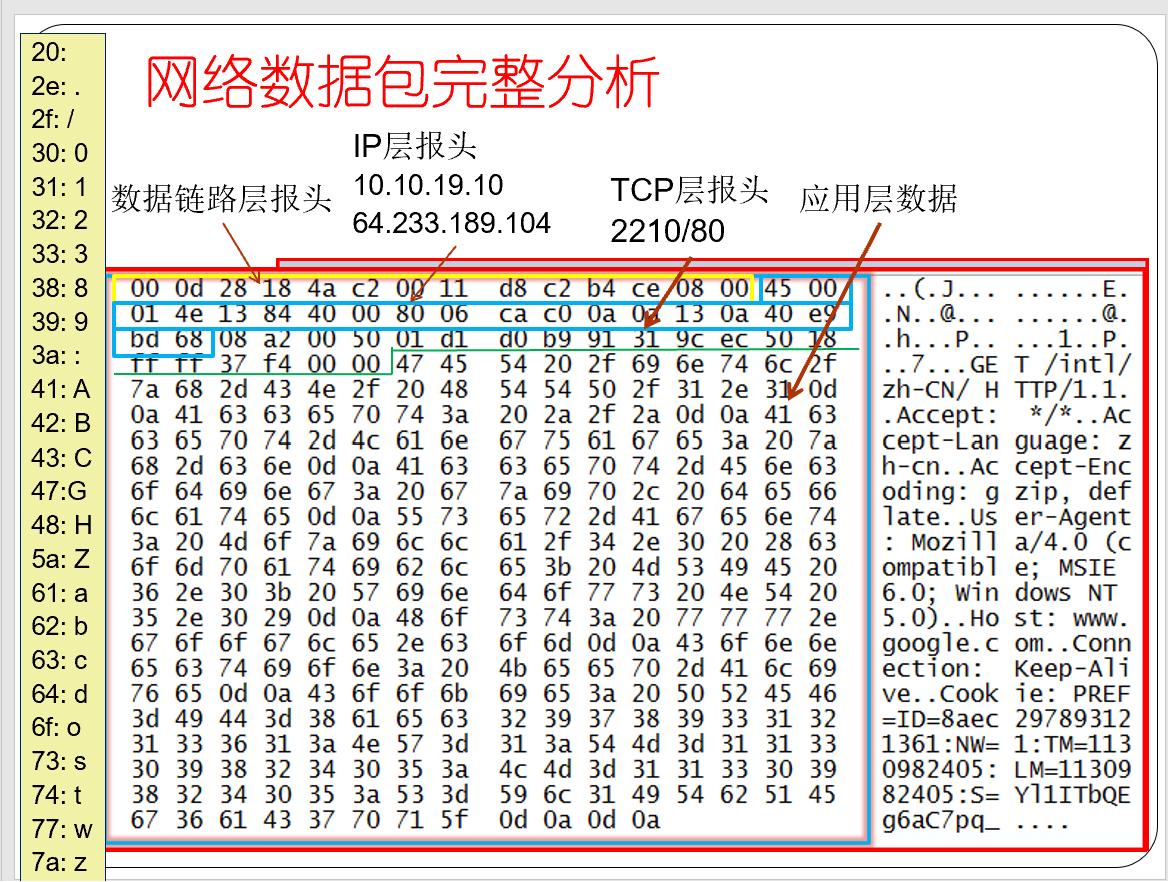 网络数据包完整分析
20:
2e: .
2f: /
30: 0
31: 1
32: 2
33: 3
38: 8
39: 9
3a: :
41: A
42: B
43: C
47:G
48: H
5a: Z
61: a
62: b
63: c
64: d
6f: o
73: s
74: t
77: w
7a: z
数据链路层报头
IP层报头
10.10.19.10
64.233.189.104
TCP层报头
2210/80
应用层数据
00 0d 28 18 4a c2 00 11 d8 c2 b4 ce 08 00 45 00 ..(.J... ......E.
01 4e 13 84 40 00 80 06 ca c0 0a 0a 13 0a 40 e9 .N..@... ......@.
bd 68 08 a2 00 50 01 d1 d0 b9 91 31 9c ec 50 18 .h...P.. ...1..P.
ff ff 37 f4 00 00 47 45 54 20 2f 69 6e 74 6c 2f ..7...GE T /intl/
7a 68 2d 43 4e 2f 20 48 54 54 50 2f 31 2e 31 0d zh-CN/ H TTP/1.1.
0a 41 63 63 65 70 74 3a 20 2a 2f 2a 0d 0a 41 63 .Accept: */*..Ac
63 65 70 74 2d 4c 61 6e 67 75 61 67 65 3a 20 7a cept-Lan guage: z
68 2d 63 6e 0d 0a 41 63 63 65 70 74 2d 45 6e 63 h-cn..Ac cept-Enc
6f 64 69 6e 67 3a 20 67 7a 69 70 2c 20 64 65 66 oding: g zip, def
6c 61 74 65 0d 0a 55 73 65 72 2d 41 67 65 6e 74 late..Us er-Agent
3a 20 4d 6f 7a 69 6c 6c 61 2f 34 2e 30 20 28 63 : Mozill a/4.0 (c
6f 6d 70 61 74 69 62 6c 65 3b 20 4d 53 49 45 20 ompatibl e; MSIE
36 2e 30 3b 20 57 69 6e 64 6f 77 73 20 4e 54 20 6.0; Win dows NT
35 2e 30 29 0d 0a 48 6f 73 74 3a 20 77 77 77 2e 5.0)..Ho st: www.
67 6f 6f 67 6c 65 2e 63 6f 6d 0d 0a 43 6f 6e 6e google.c om..Conn
65 63 74 69 6f 6e 3a 20 4b 65 65 70 2d 41 6c 69 ection: Keep-Ali
76 65 0d 0a 43 6f 6f 6b 69 65 3a 20 50 52 45 46 ve..Cook ie: PREF
3d 49 44 3d 38 61 65 63 32 39 37 38 39 33 31 32 =ID=8aec 29789312
31 33 36 31 3a 4e 57 3d 31 3a 54 4d 3d 31 31 33 1361:NW= 1:TM=113
30 39 38 32 34 30 35 3a 4c 4d 3d 31 31 33 30 39 0982405: LM=11309
38 32 34 30 35 3a 53 3d 59 6c 31 49 54 62 51 45 82405:S= Yl1ITbQE
67 36 61 43 37 70 71 5f 0d 0a 0d 0a g6aC7pq_ ....